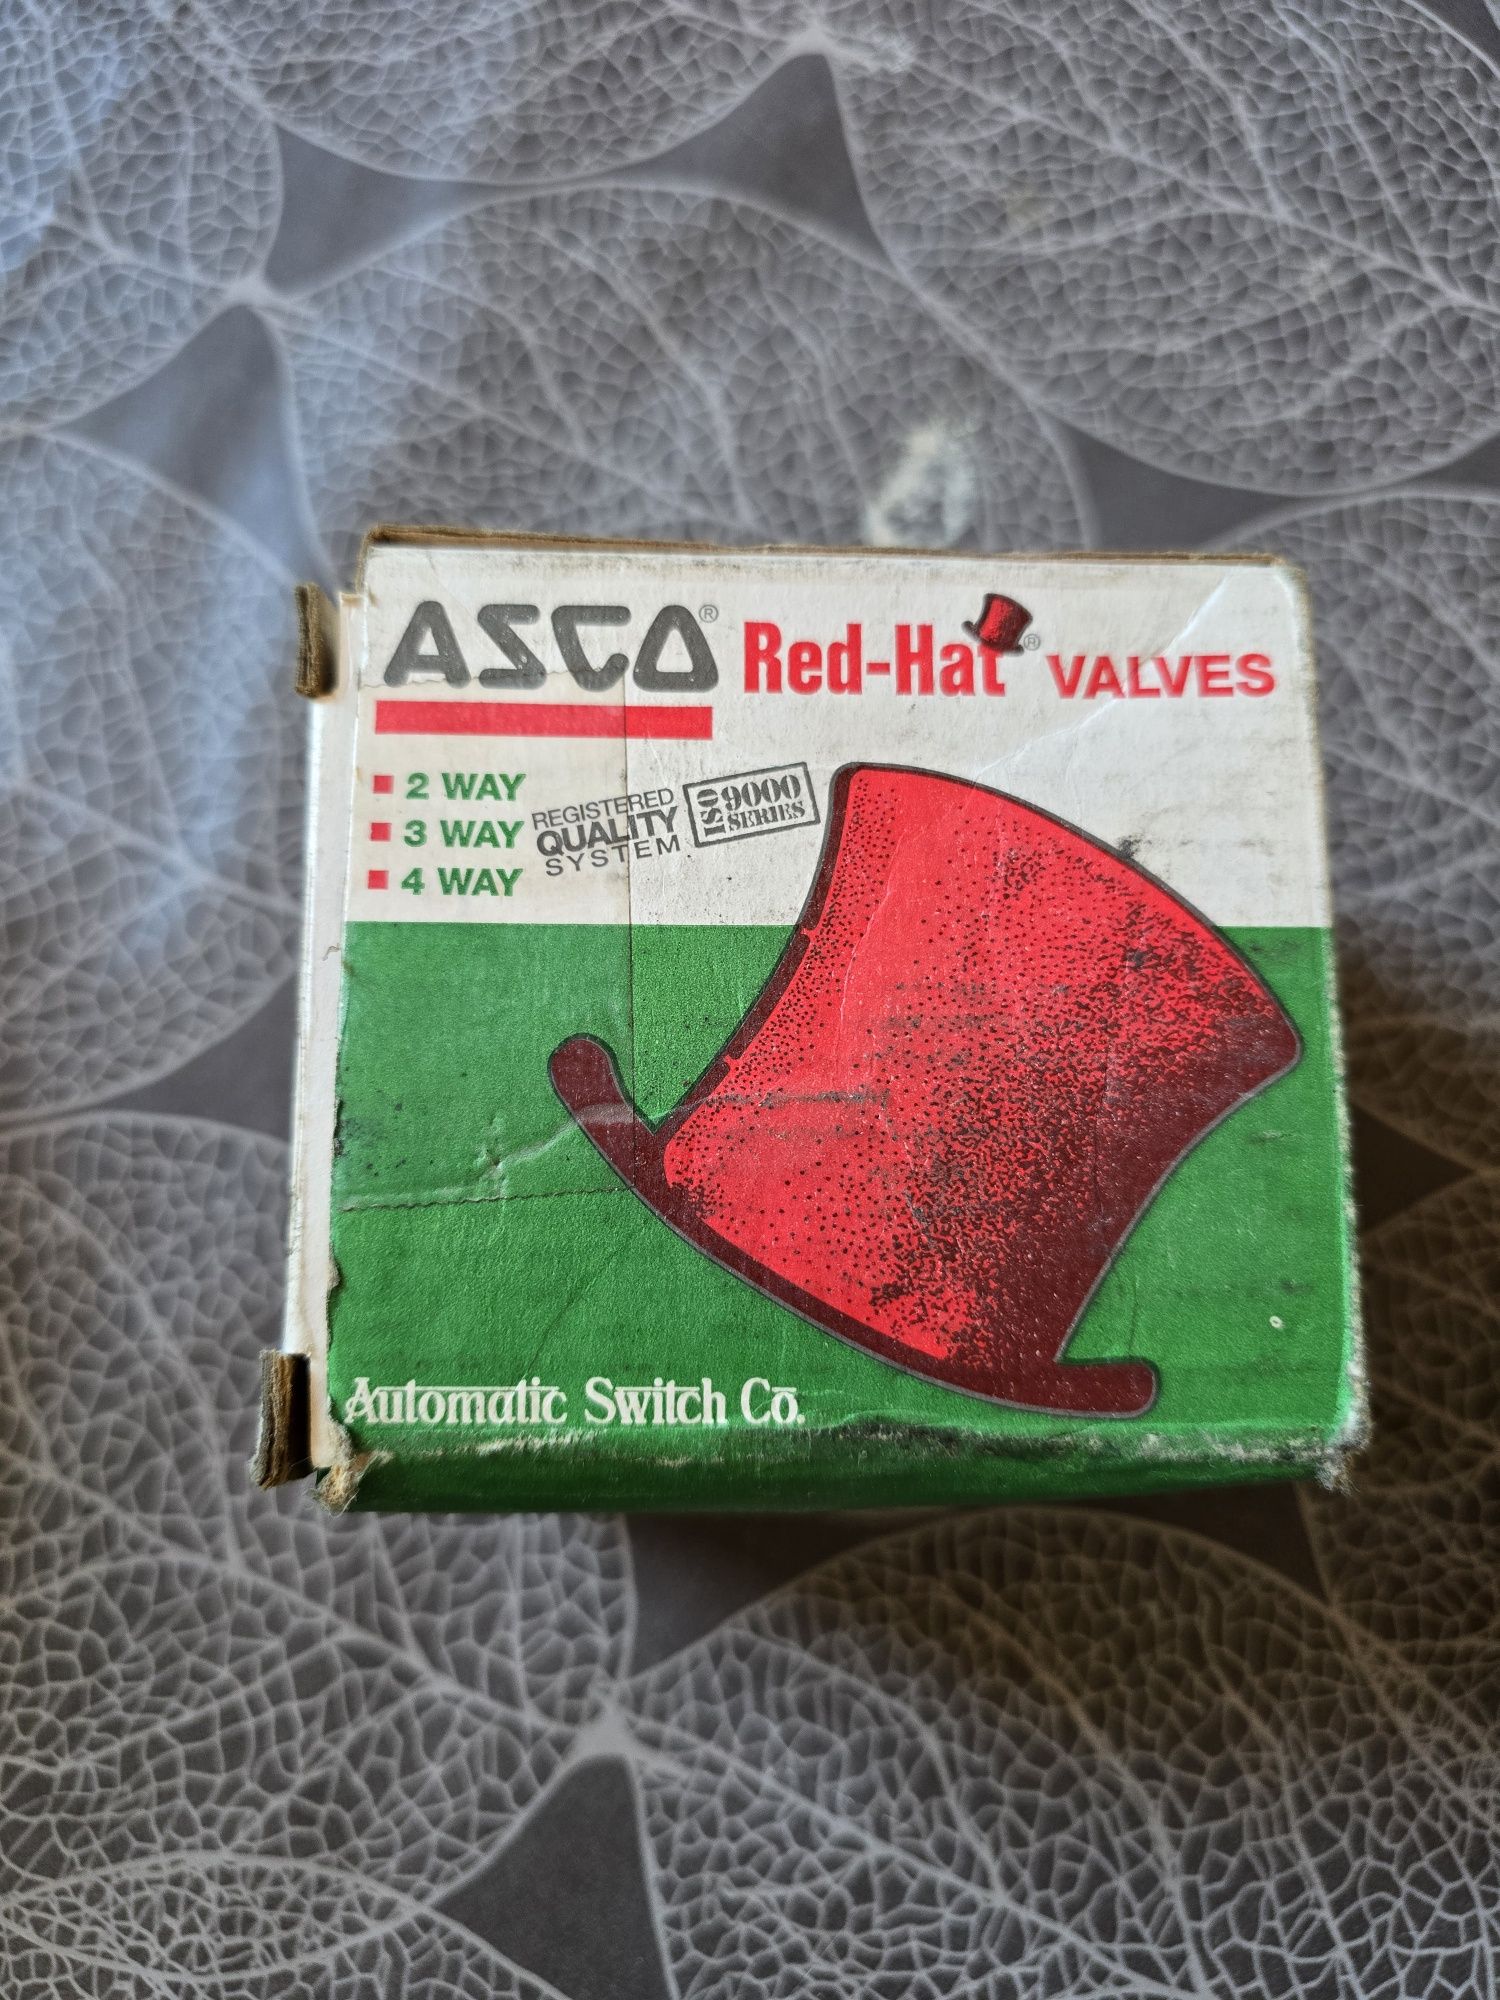 ASCO® Red-Hat® VALVES
2 WAY
3 WAY
4 WAY
REGISTERED
QUALITY
SYSTEM
ISO 9000
SERIES
Automatic Switch Co.